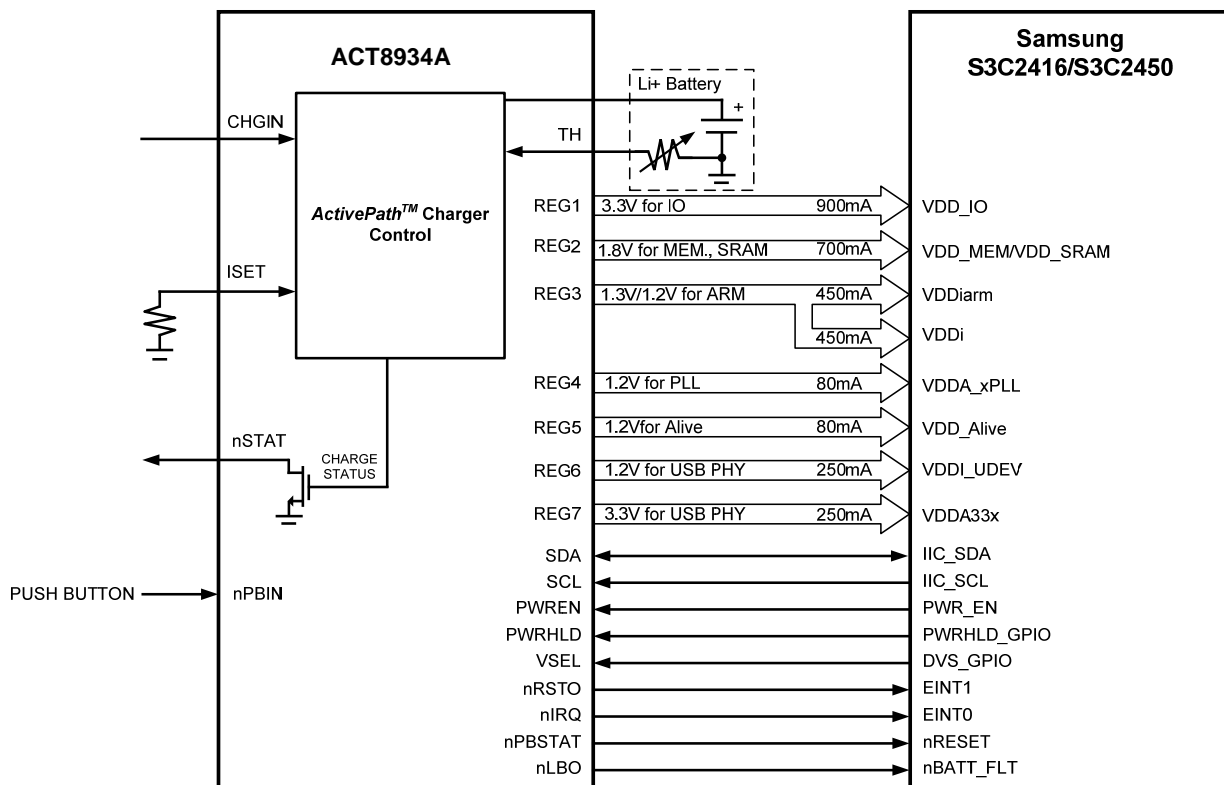 ACT8934A
Samsung
S3C2416/S3C2450
Li+ Battery
+
CHGIN
TH
ActivePath™ Charger
Control
ISET
REG1
3.3V for IO
900mA
VDD_IO
REG2
1.8V for MEM., SRAM
700mA
VDD_MEM/VDD_SRAM
REG3
1.3V/1.2V for ARM
450mA
VDDiarm
450mA
VDDi
REG4
1.2V for PLL
80mA
VDDA_xPLL
REG5
1.2Vfor Alive
80mA
VDD_Alive
nSTAT
CHARGE
STATUS
REG6
1.2V for USB PHY
250mA
VDDI_UDEV
REG7
3.3V for USB PHY
250mA
VDDA33x
SDA
IIC_SDA
SCL
IIC_SCL
PUSH BUTTON
nPBIN
PWREN
PWR_EN
PWRHLD
PWRHLD_GPIO
VSEL
DVS_GPIO
nRSTO
EINT1
nIRQ
EINT0
nPBSTAT
nRESET
nLBO
nBATT_FLT